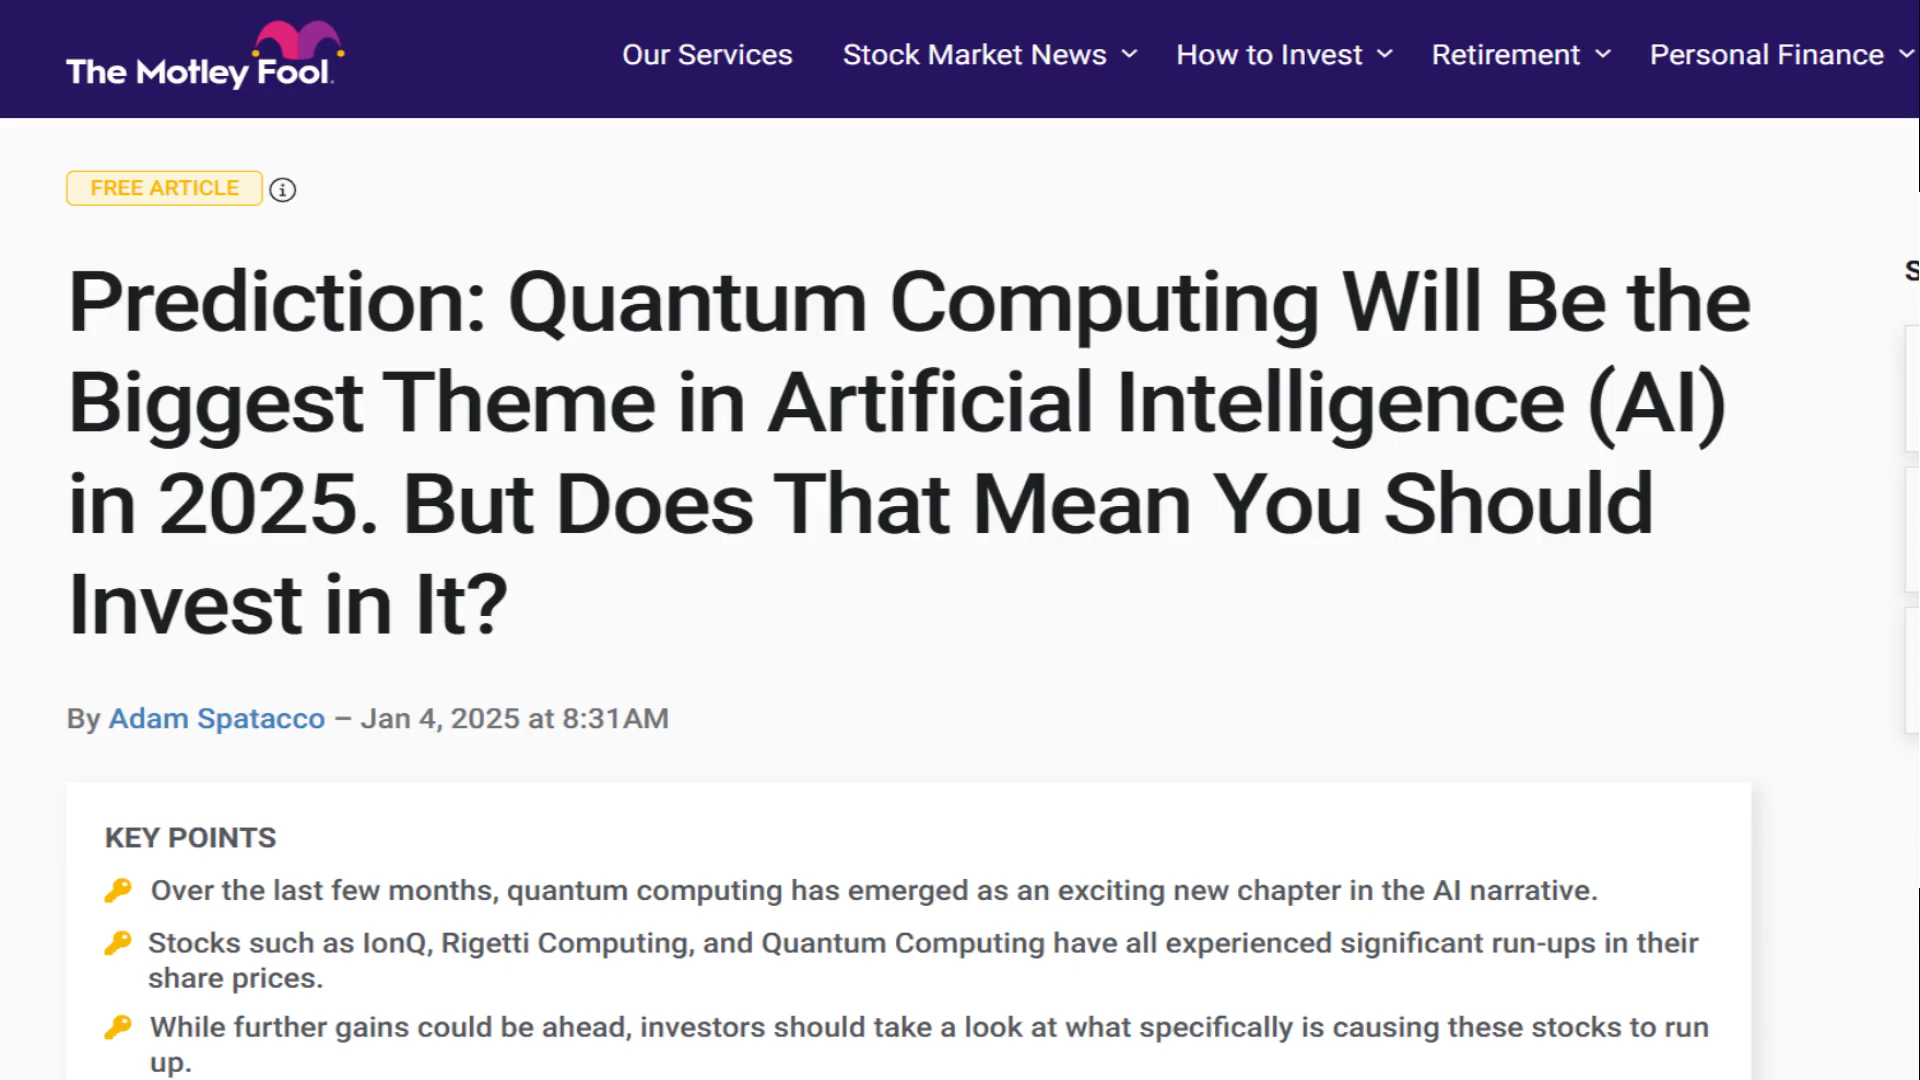 The Motley Fool.
Our Services
Stock Market News
How to Invest
Retirement
Personal Finance
FREE ARTICLE
Prediction: Quantum Computing Will Be the
Biggest Theme in Artificial Intelligence (AI)
in 2025. But Does That Mean You Should
Invest in It?
By Adam Spatacco – Jan 4, 2025 at 8:31AM
KEY POINTS
Over the last few months, quantum computing has emerged as an exciting new chapter in the AI narrative.
Stocks such as IonQ, Rigetti Computing, and Quantum Computing have all experienced significant run-ups in their
share prices.
While further gains could be ahead, investors should take a look at what specifically is causing these stocks to run
up.